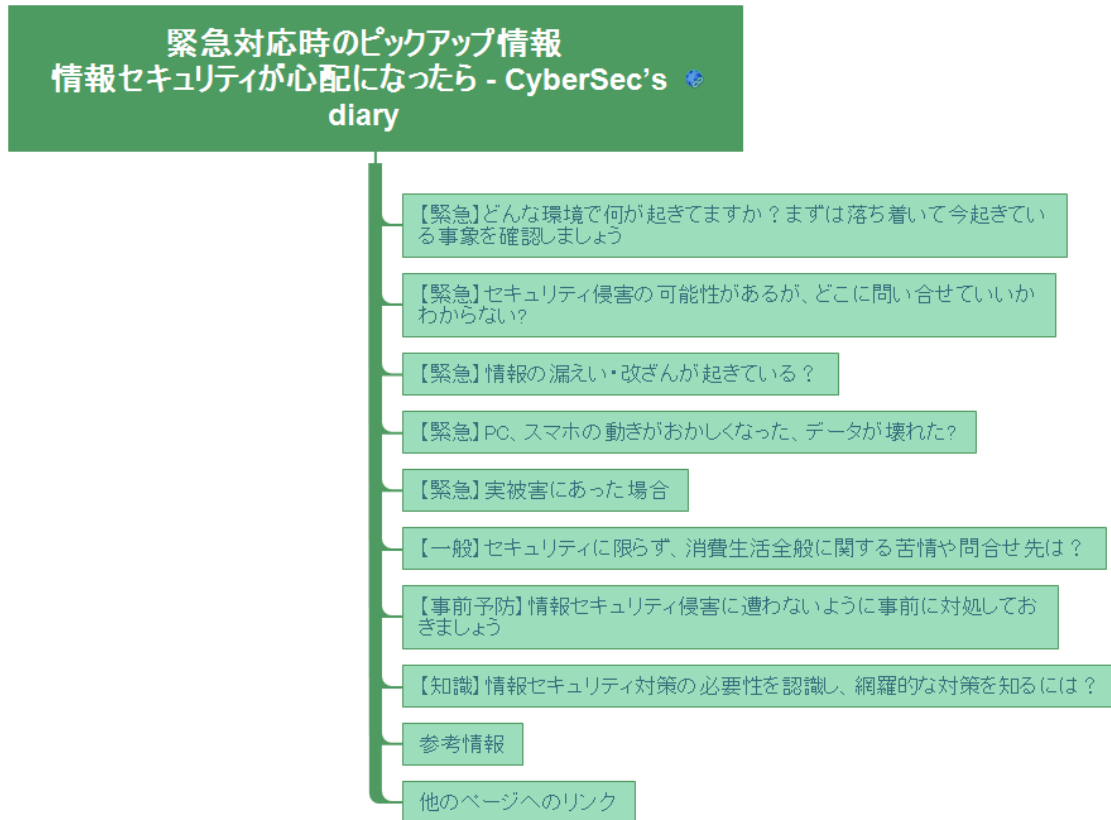 緊急対応時のピックアップ情報
情報セキュリティが心配になったら - CyberSec’s
diary
【緊急】どんな環境で何が起きてますか？まずは落ち着いて今起きてい
る事象を確認しましょう
【緊急】セキュリティ侵害の可能性があるが、どこに問い合せていいか
わからない?
【緊急】情報の漏えい・改ざんが起きている？
【緊急】PC、スマホの動きがおかしくなった、データが壊れた?
【緊急】実被害にあった場合
【一般】セキュリティに限らず、消費生活全般に関する苦情や問合せ先は？
【事前予防】情報セキュリティ侵害に遭わないように事前に対処してお
きましょう
【知識】情報セキュリティ対策の必要性を認識し、網羅的な対策を知るには？
参考情報
他のページへのリンク